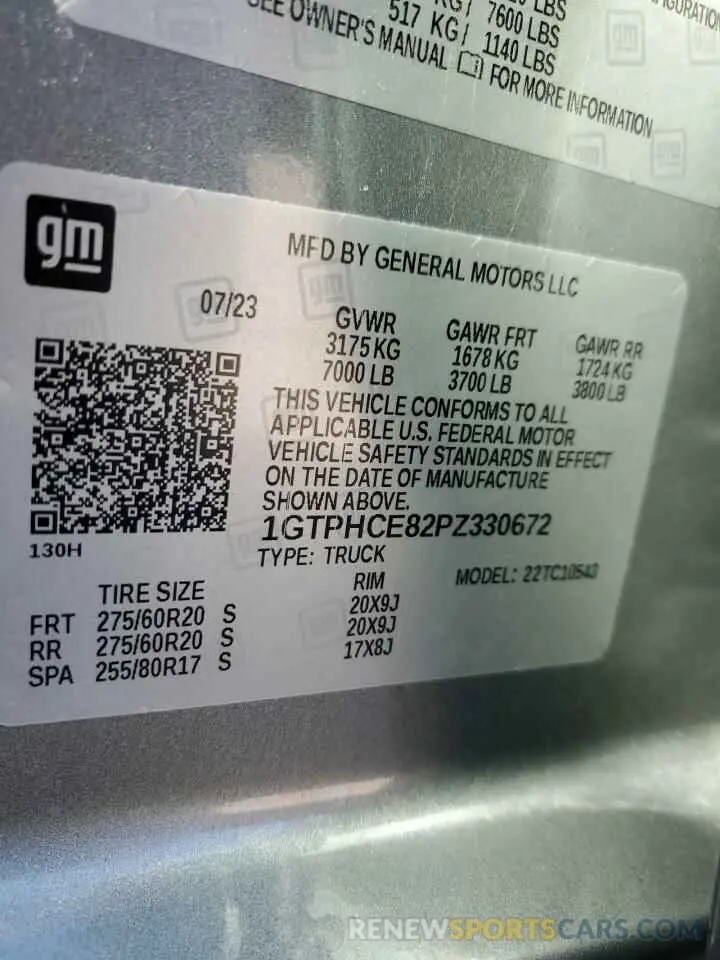 LBS
KG/ 7600 LBS
517 KG/ 1140 LBS
SEE OWNER'S MANUAL FOR MORE INFORMATION
gm
MFD BY GENERAL MOTORS LLC
07/23
GVWR GAWR FRT GAWR RR
3175 KG 1678 KG 1724 KG
7000 LB 3700 LB 3800 LB
THIS VEHICLE CONFORMS TO ALL
APPLICABLE U.S. FEDERAL MOTOR
VEHICLE SAFETY STANDARDS IN EFFECT
ON THE DATE OF MANUFACTURE
SHOWN ABOVE.
1GTPHCE82PZ330672
130H
TYPE: TRUCK
MODEL: 22TC10543
TIRE SIZE RIM
FRT 275/60R20 S 20X9J
RR 275/60R20 S 20X9J
SPA 255/80R17 S 17X8J
RENEWSPORTSCARS.COM